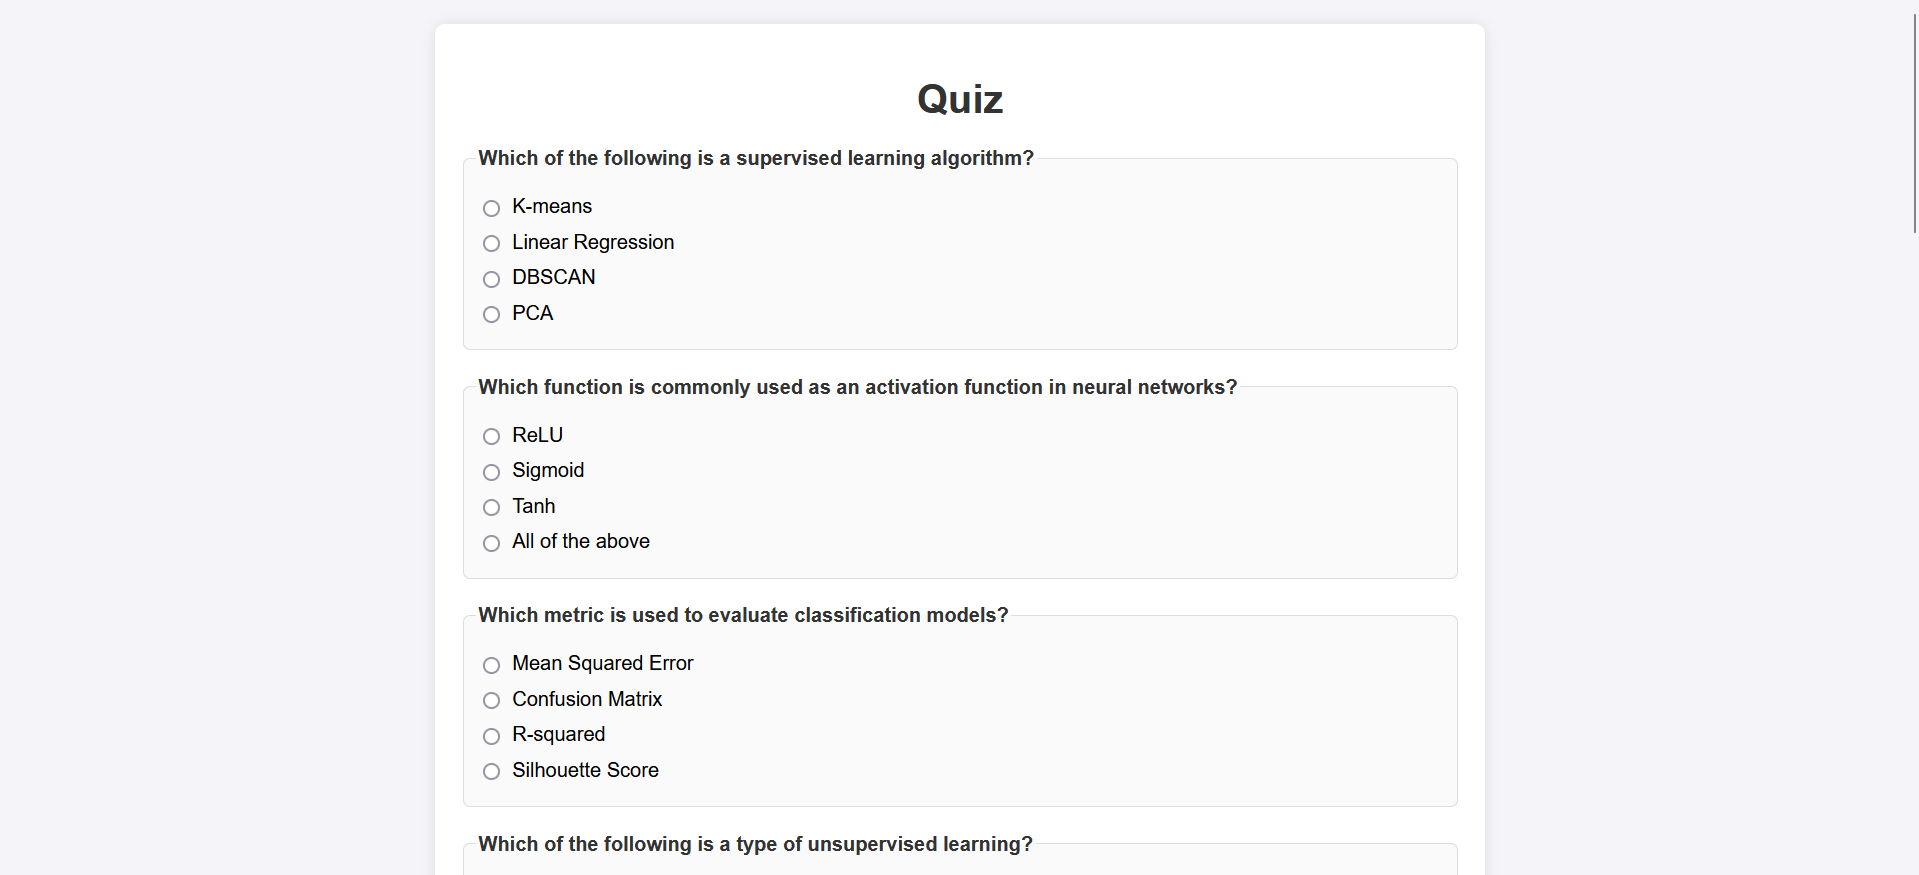 Quiz
Which of the following is a supervised learning algorithm?
K-means
Linear Regression
DBSCAN
PCA
Which function is commonly used as an activation function in neural networks?
ReLU
Sigmoid
Tanh
All of the above
Which metric is used to evaluate classification models?
Mean Squared Error
Confusion Matrix
R-squared
Silhouette Score
Which of the following is a type of unsupervised learning?